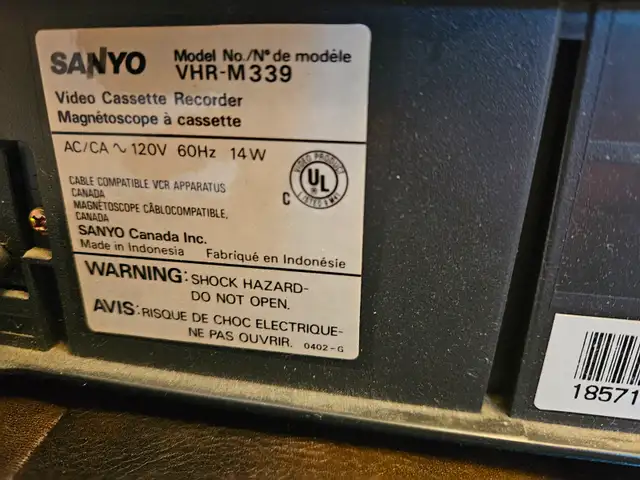 SANYO
Model No./N° de modèle
VHR-M339
Video Cassette Recorder
Magnétoscope à cassette
AC/CA ∿ 120V 60Hz 14W
CABLE COMPATIBLE VCR APPARATUS
CANADA
MAGNÉTOSCOPE CÂBLOCOMPATIBLE,
CANADA
SANYO Canada Inc.
Made in Indonesia Fabriqué en Indonésie
VIDEO PRODUCT
C UL
WARNING: SHOCK HAZARD-
DO NOT OPEN.
AVIS: RISQUE DE CHOC ELECTRIQUE-
NE PAS OUVRIR. 0402-G
18571